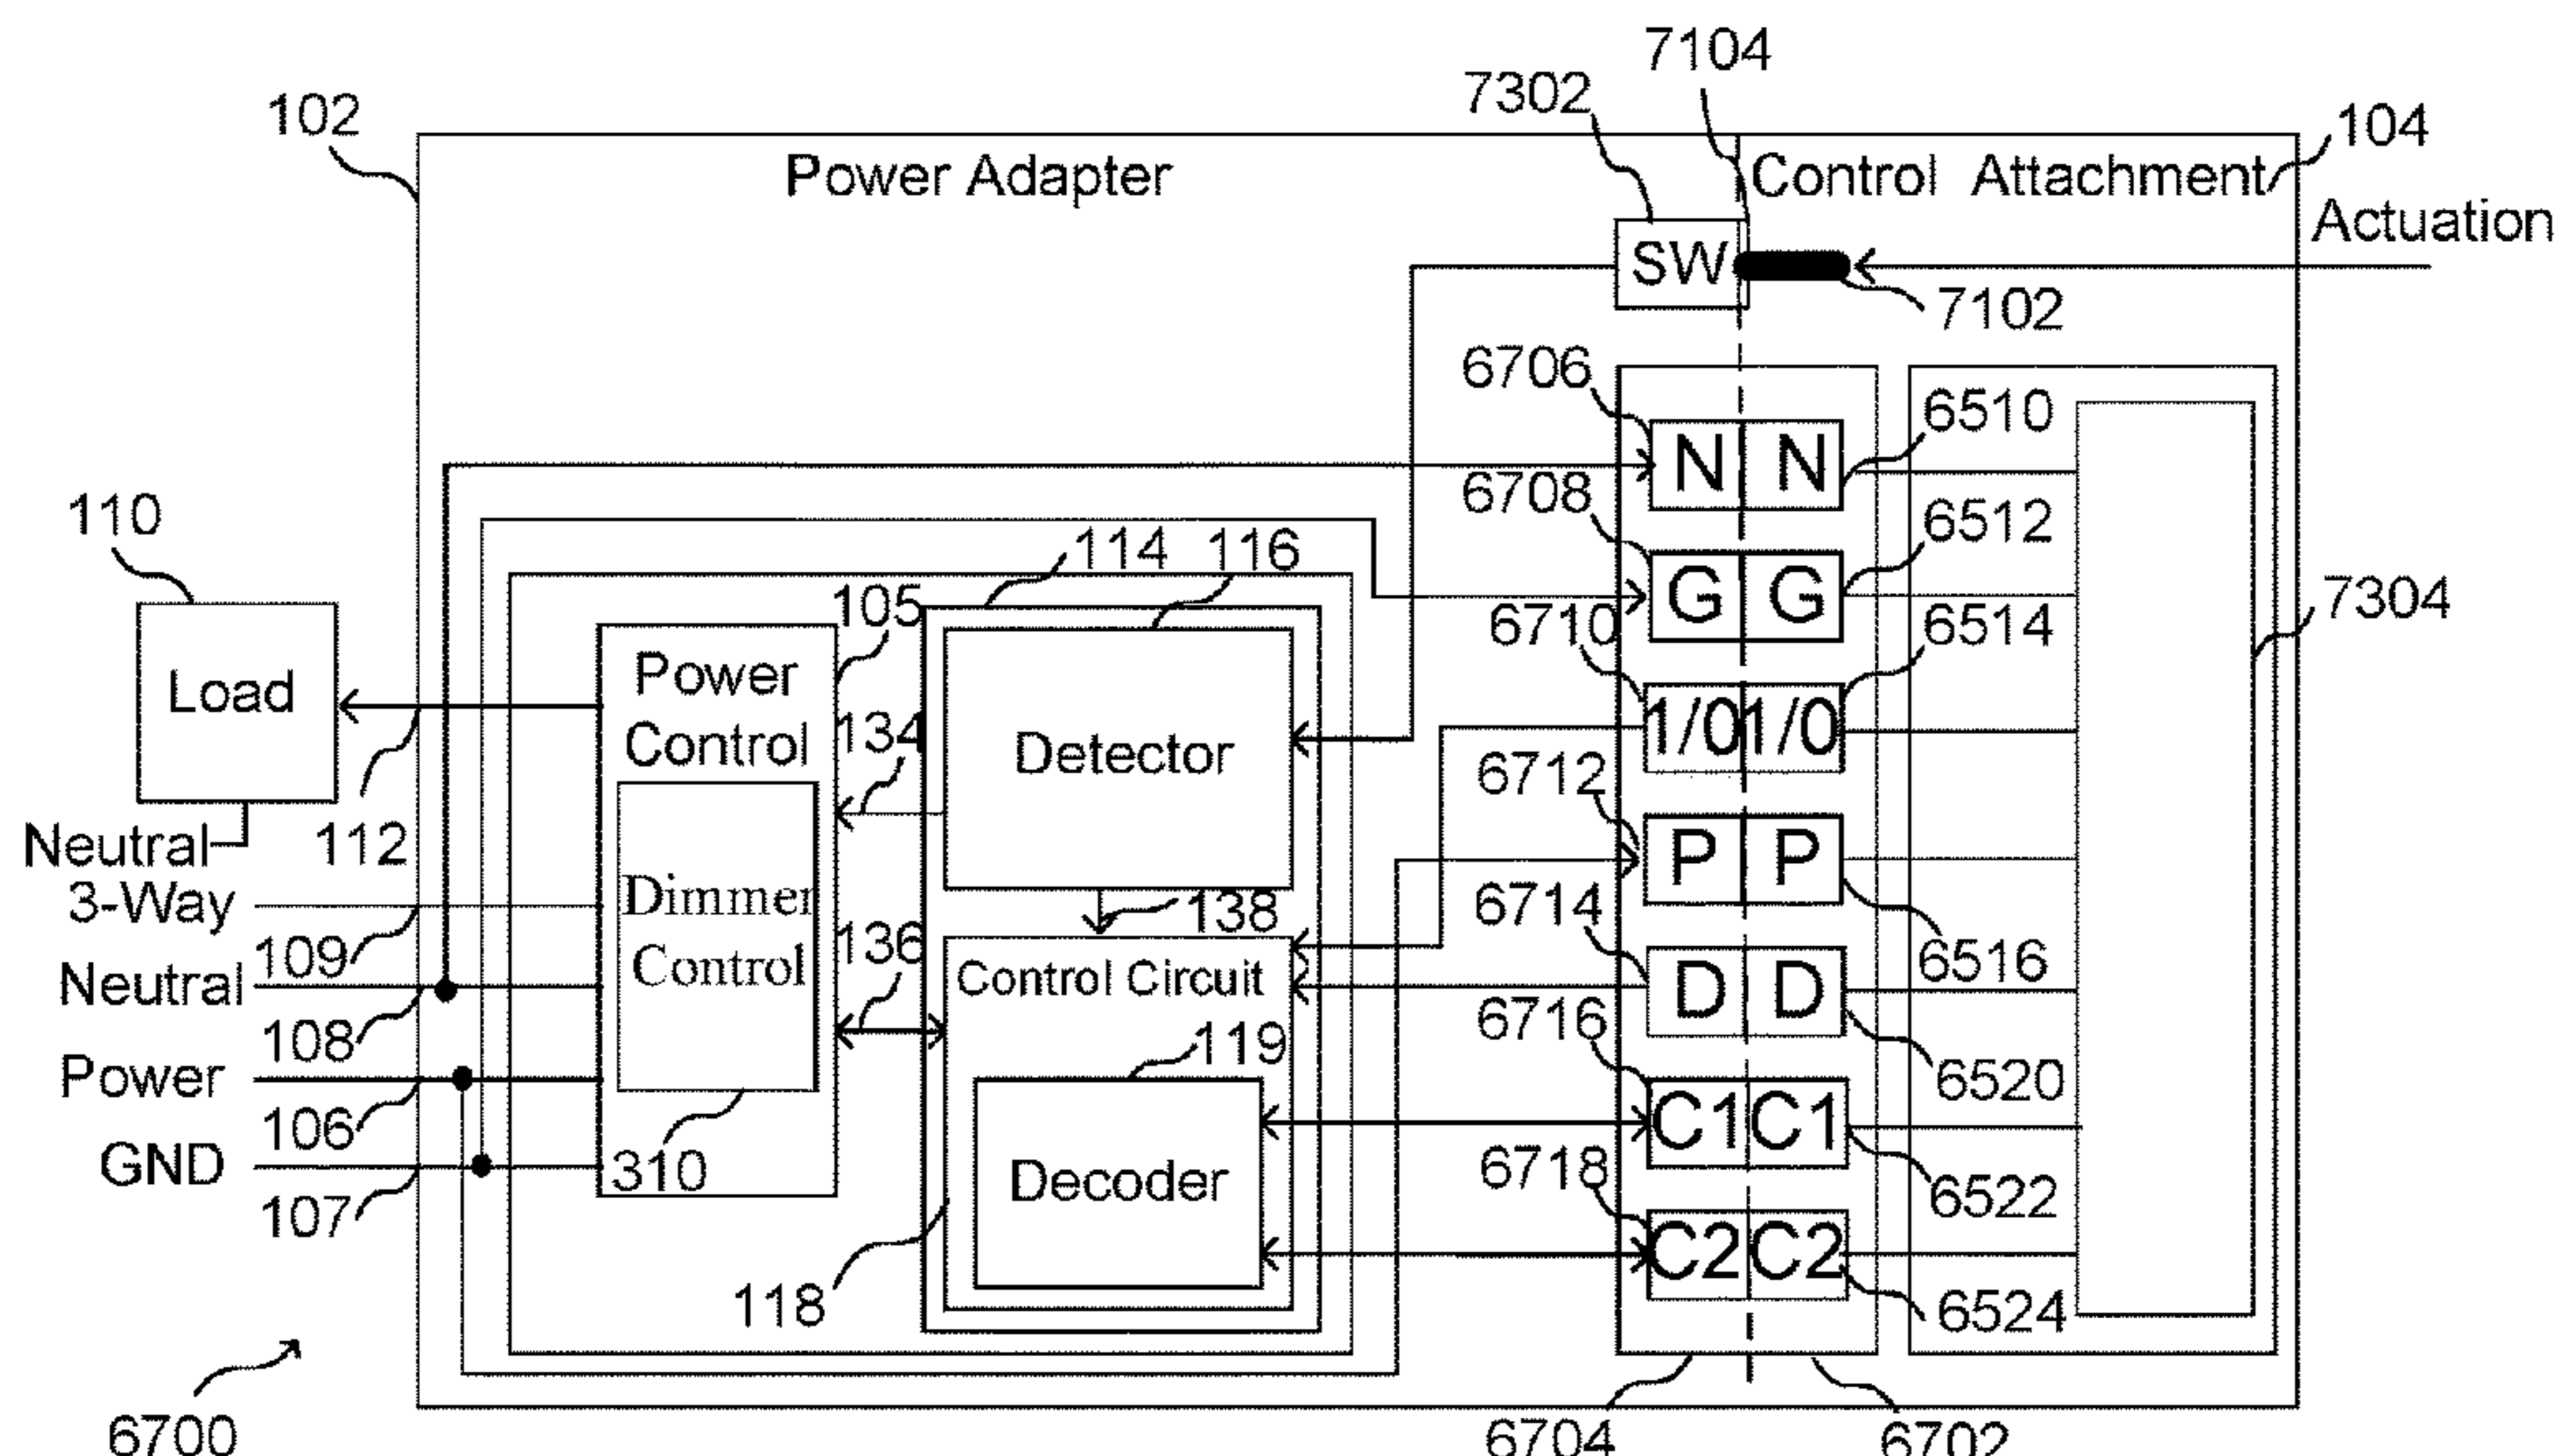 7104
7302
102
104
Power Adapter
Control Attachment
Actuation
SW
7102
6706
6510
N N
6708
110
6512
114 116
G G
7304
105
6710
6514
Power
Control
Load
134
Detector
1/0 1/0
6712
Neutral
112
P P
3-Way
Dimmer
Control
138
6714
109
136
6516
Neutral
Control Circuit
D D
108
119
6716
6520
Power
106
C1 C1
GND
310
Decoder
6718
107
6522
118
C2 C2
6524
6700
6704
6702